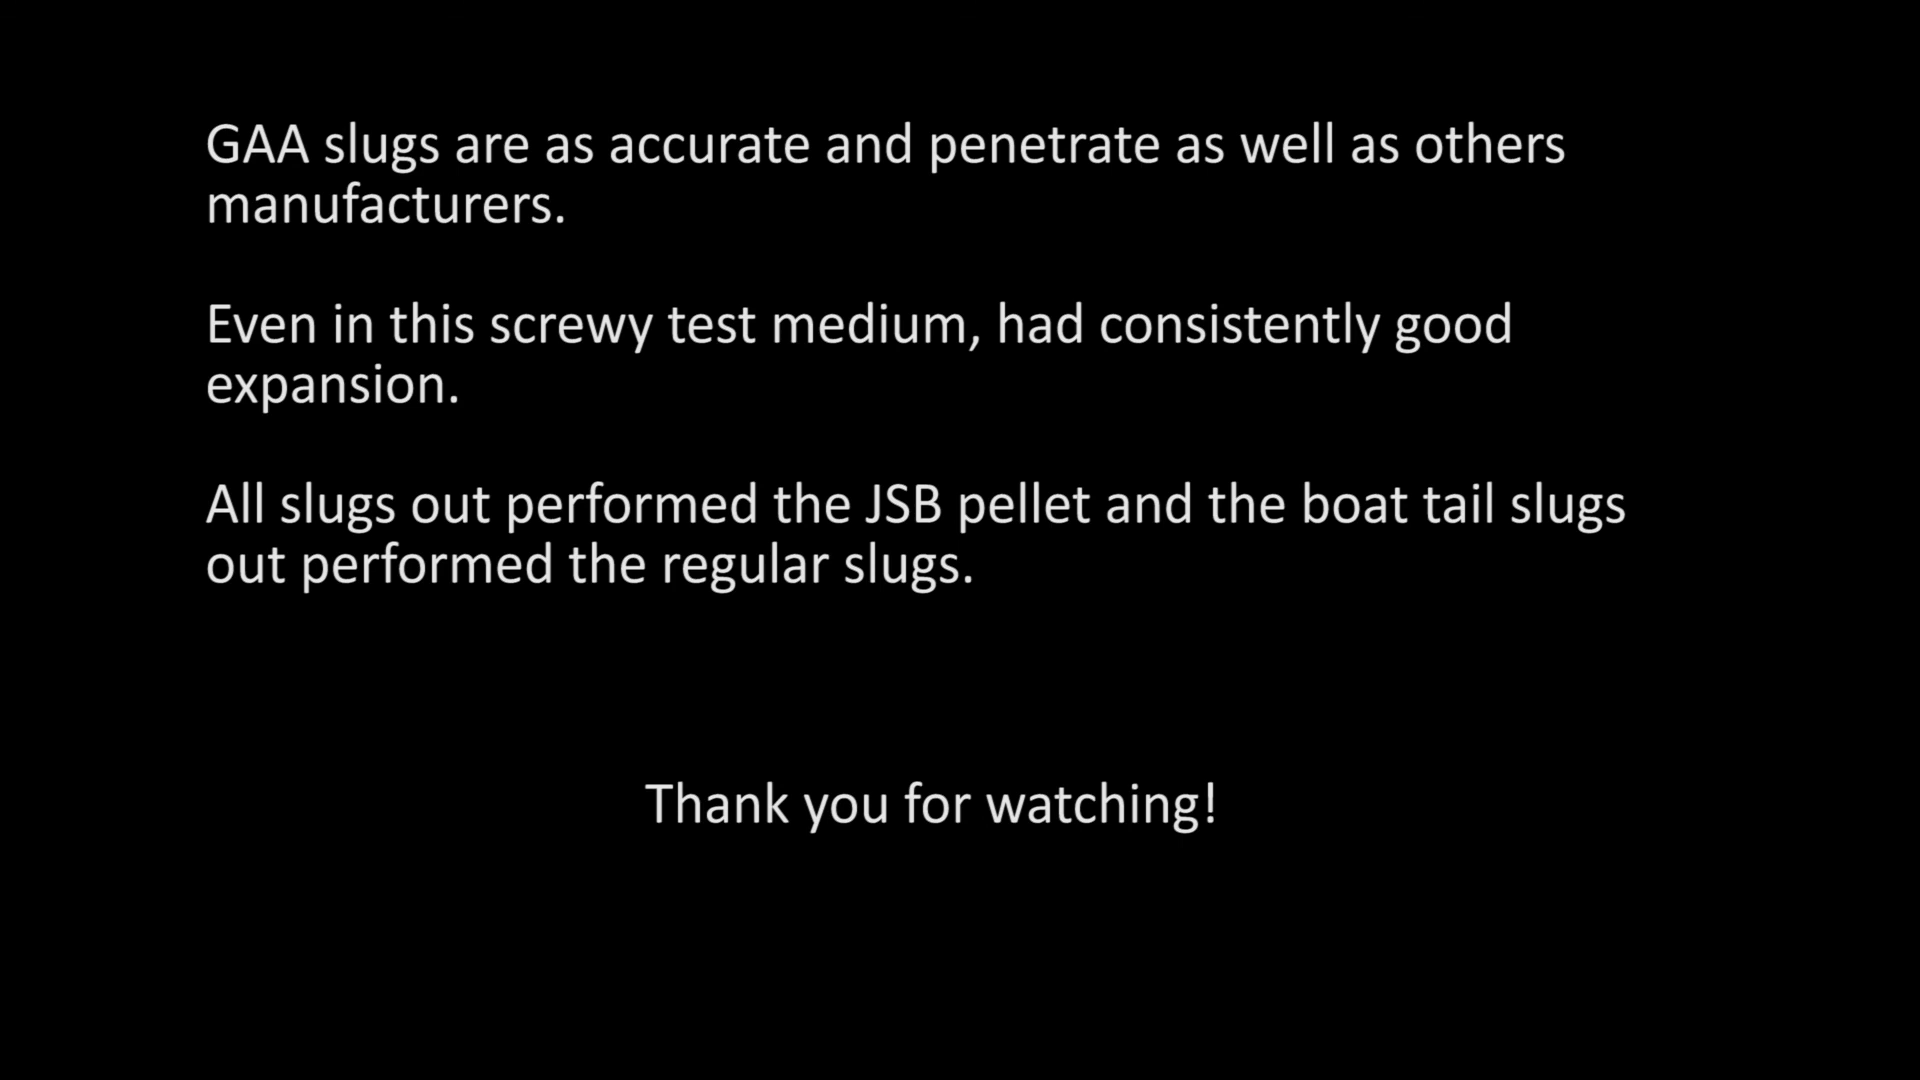 GAA slugs are as accurate and penetrate as well as others
manufacturers.
Even in this screwy test medium, had consistently good
expansion.
All slugs out performed the JSB pellet and the boat tail slugs
out performed the regular slugs.
Thank you for watching!